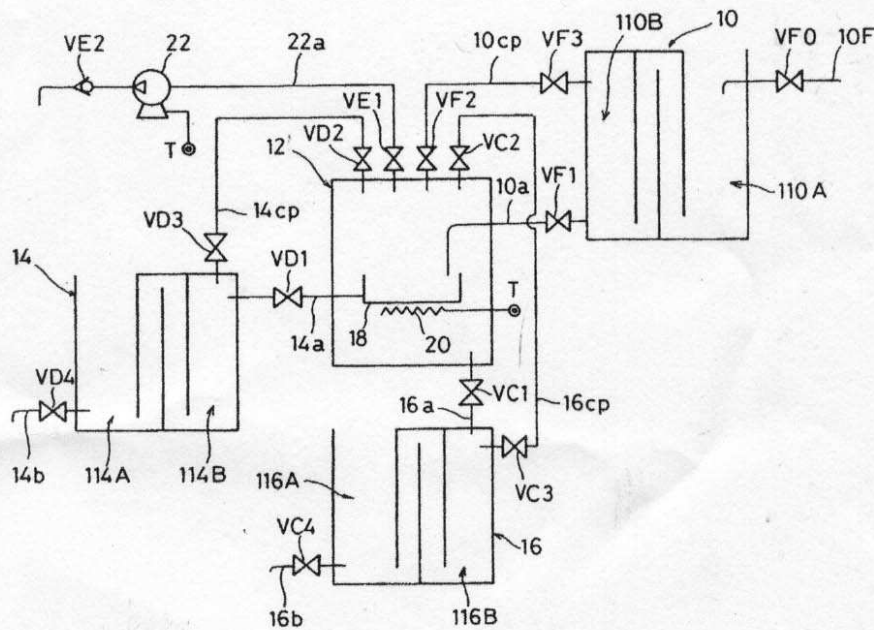 VE2 22 22a 10cp VF3 110B 10 VF0 10F
VE1 VF2
T 12 VD2 VC2
14cp 10a VF1 110A
VD3
14 VD1 T
14a 18 20
VD4 VC1
16a 16cp
14b 114A 114B 116A VC3
VC4 16
16b 116B